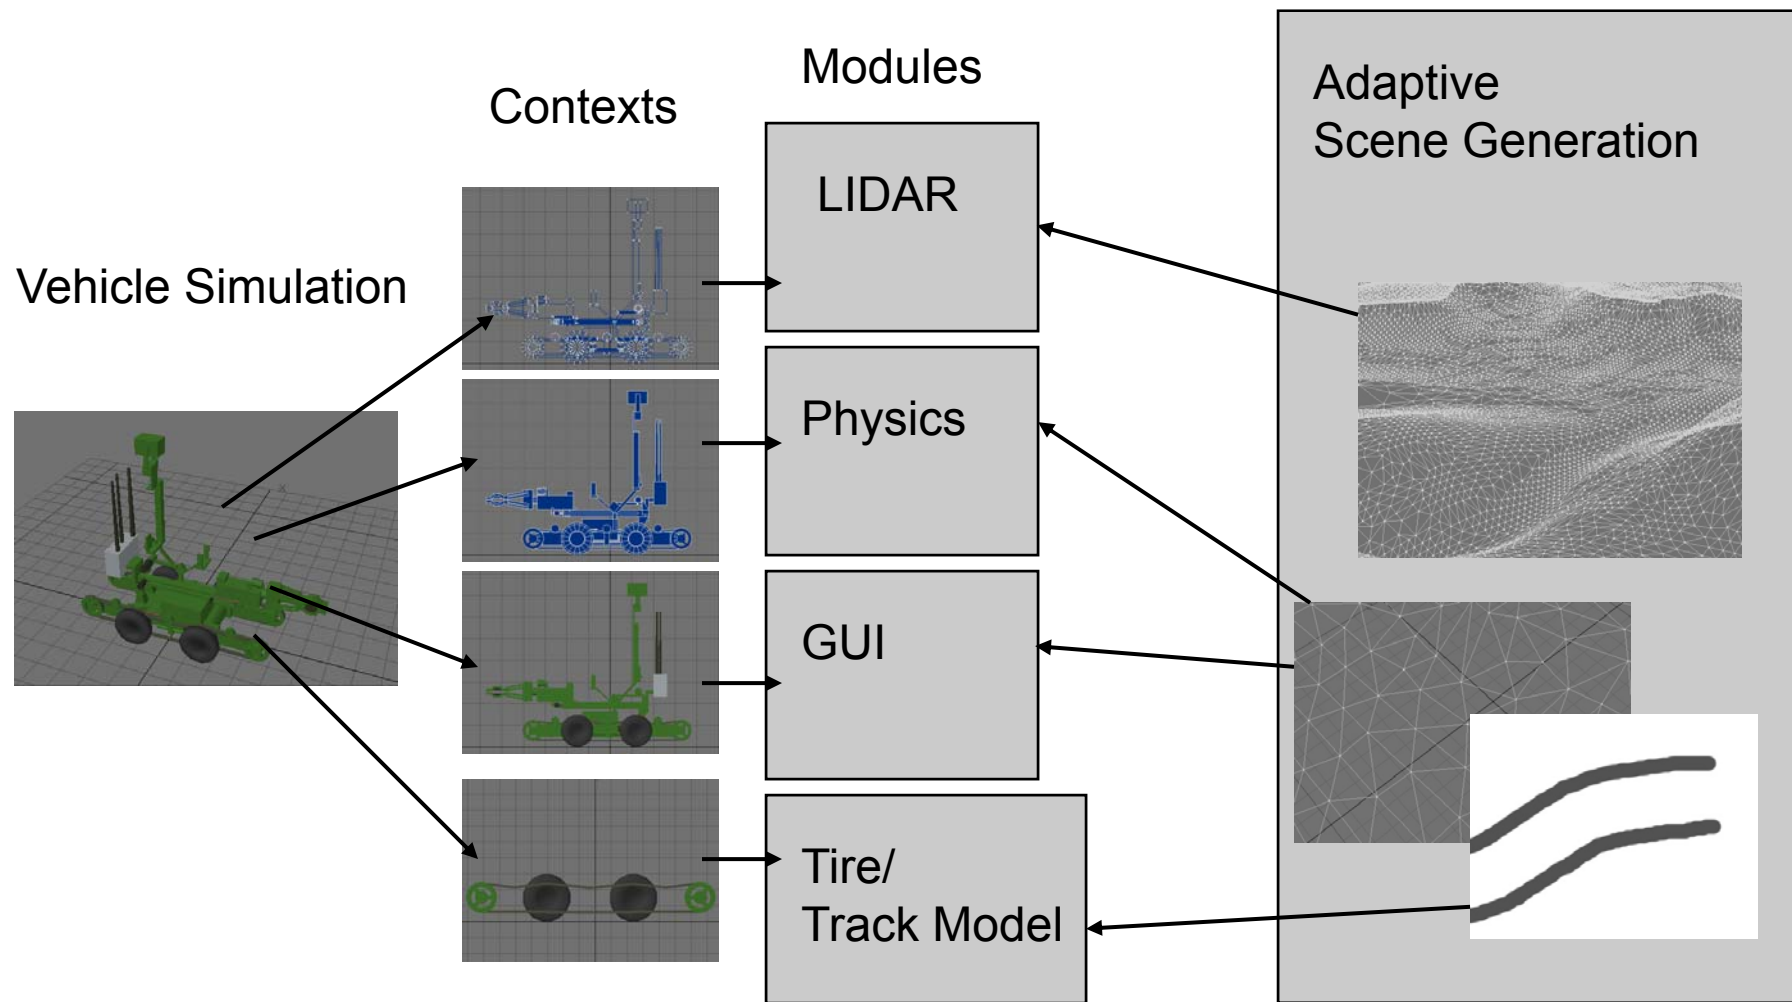 Modules
Contexts
Adaptive
Scene Generation
LIDAR
Vehicle Simulation
Physics
GUI
Tire/
Track Model